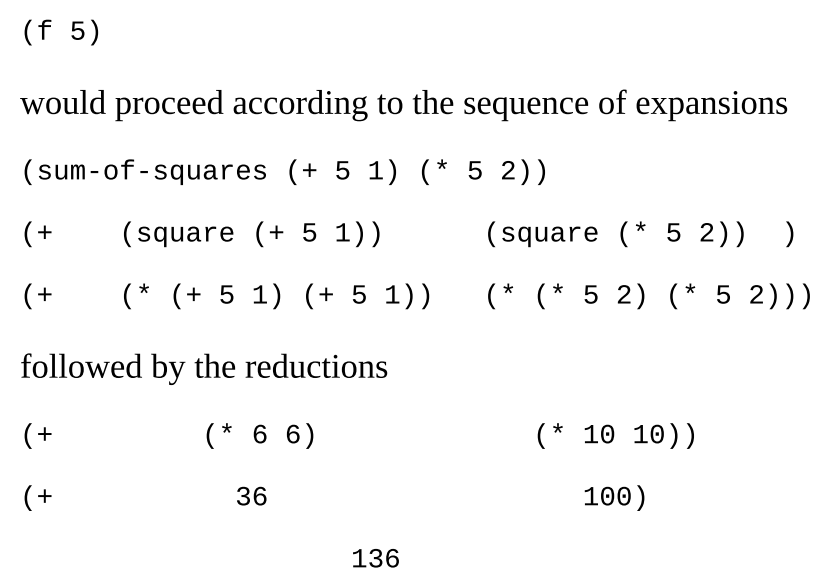 (f 5)
would proceed according to the sequence of expansions
(sum-of-squares (+ 5 1) (* 5 2))
(+    (square (+ 5 1))      (square (* 5 2))  )
(+    (* (+ 5 1) (+ 5 1))   (* (* 5 2) (* 5 2)))
followed by the reductions
(+         (* 6 6)             (* 10 10))
(+           36                   100)
                    136